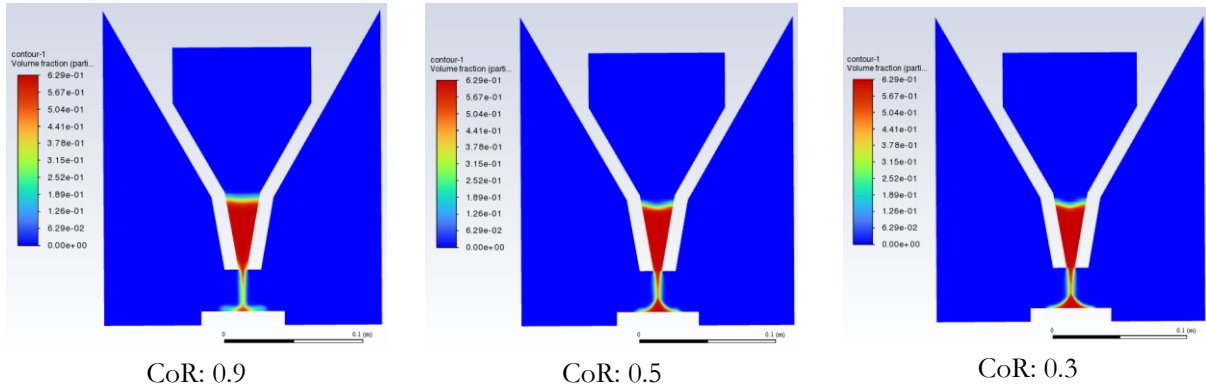 contour-1
Volume fraction (parti...
6.29e-01
5.67e-01
5.04e-01
4.41e-01
3.78e-01
3.15e-01
2.52e-01
1.89e-01
1.26e-01
6.29e-02
0.00e+00
0
0.1 (m)
CoR: 0.9
contour-1
Volume fraction (parti...
6.29e-01
5.67e-01
5.04e-01
4.41e-01
3.78e-01
3.15e-01
2.52e-01
1.89e-01
1.26e-01
6.29e-02
0.00e+00
0
0.1 (m)
CoR: 0.5
contour-1
Volume fraction (parti...
6.29e-01
5.67e-01
5.04e-01
4.41e-01
3.78e-01
3.15e-01
2.52e-01
1.89e-01
1.26e-01
6.29e-02
0.00e+00
0
0.1 (m)
CoR: 0.3